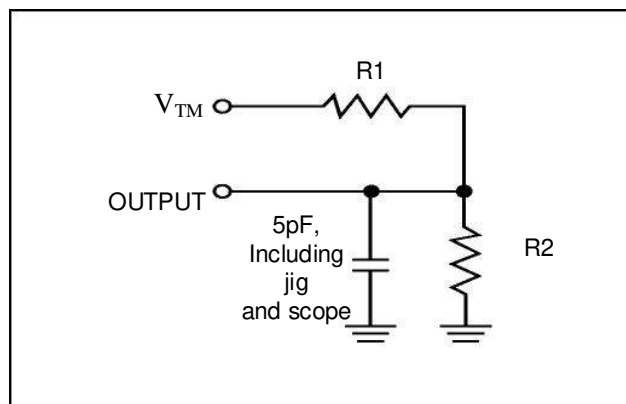 R1
V_TM
OUTPUT
5pF,
Including
jig
and scope
R2